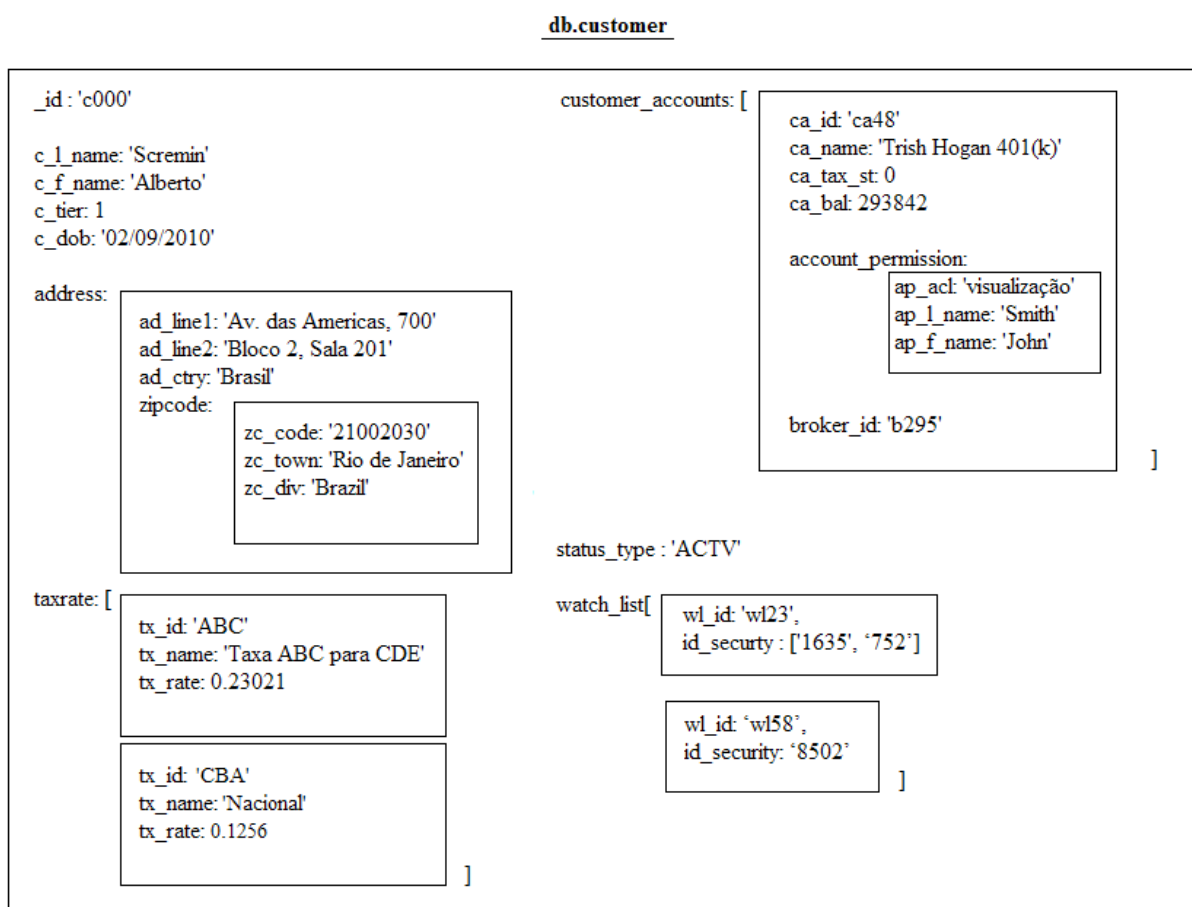 db.customer
_id : 'c000'
c_l_name: 'Scremin'
c_f_name: 'Alberto'
c_tier: 1
c_dob: '02/09/2010'
address:
ad_line1: 'Av. das Americas, 700'
ad_line2: 'Bloco 2, Sala 201'
ad_ctry: 'Brasil'
zipcode:
zc_code: '21002030'
zc_town: 'Rio de Janeiro'
zc_div: 'Brazil'
taxrate: [
tx_id: 'ABC'
tx_name: 'Taxa ABC para CDE'
tx_rate: 0.23021
tx_id: 'CBA'
tx_name: 'Nacional'
tx_rate: 0.1256
]
customer_accounts: [
ca_id: 'ca48'
ca_name: 'Trish Hogan 401(k)'
ca_tax_st: 0
ca_bal: 293842
account_permission:
ap_acl: 'visualização'
ap_l_name: 'Smith'
ap_f_name: 'John'
broker_id: 'b295'
]
status_type : 'ACTV'
watch_list[
wl_id: 'wl23',
id_securty : ['1635', ‘752’]
wl_id: ‘wl58’,
id_security: ‘8502’
]